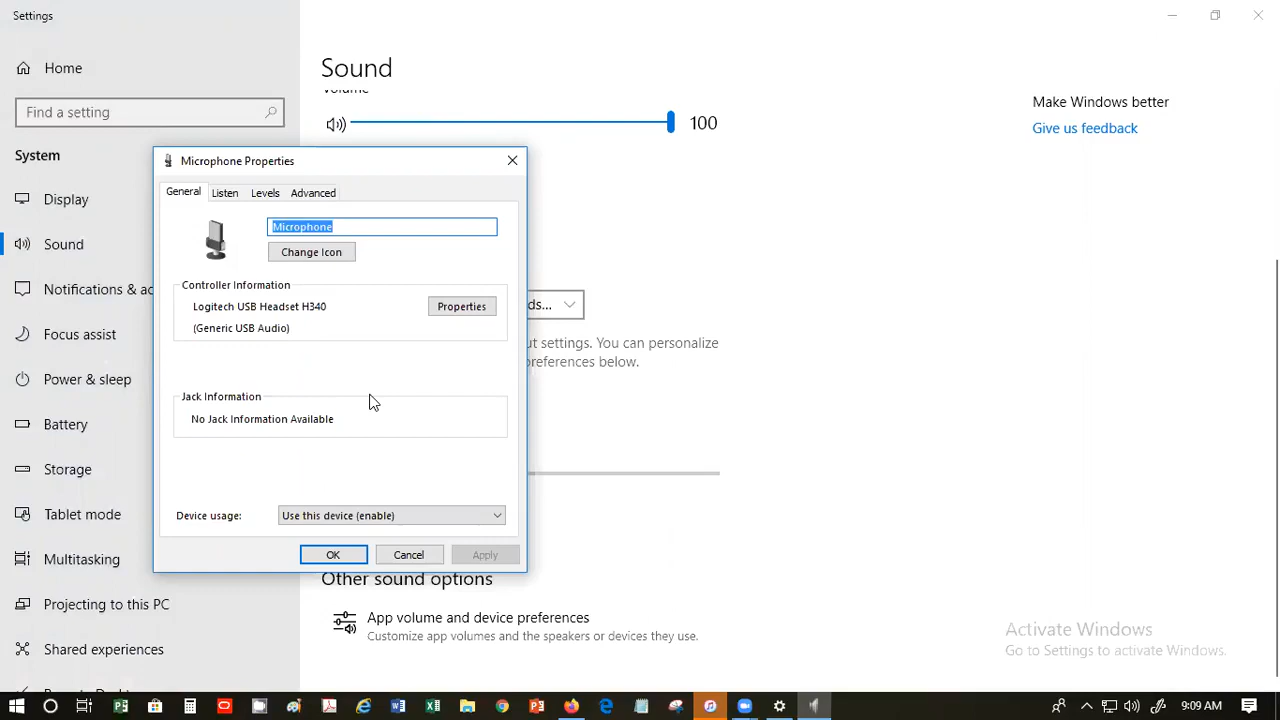 Settings
Home
Find a setting
System
Display
Sound
Notifications & ac
Focus assist
Power & sleep
Battery
Storage
Tablet mode
Multitasking
Projecting to this PC
Shared experiences
Sound
Volume
100
Make Windows better
Give us feedback
Microphone Properties
General Listen Levels Advanced
Microphone
Change Icon
Controller Information
Logitech USB Headset H340
Properties
(Generic USB Audio)
Jack Information
No Jack Information Available
Device usage:
Use this device (enable)
OK Cancel Apply
ds...
ut settings. You can personalize
preferences below.
Other sound options
App volume and device preferences
Customize app volumes and the speakers or devices they use.
Activate Windows
Go to Settings to activate Windows.
9:09 AM